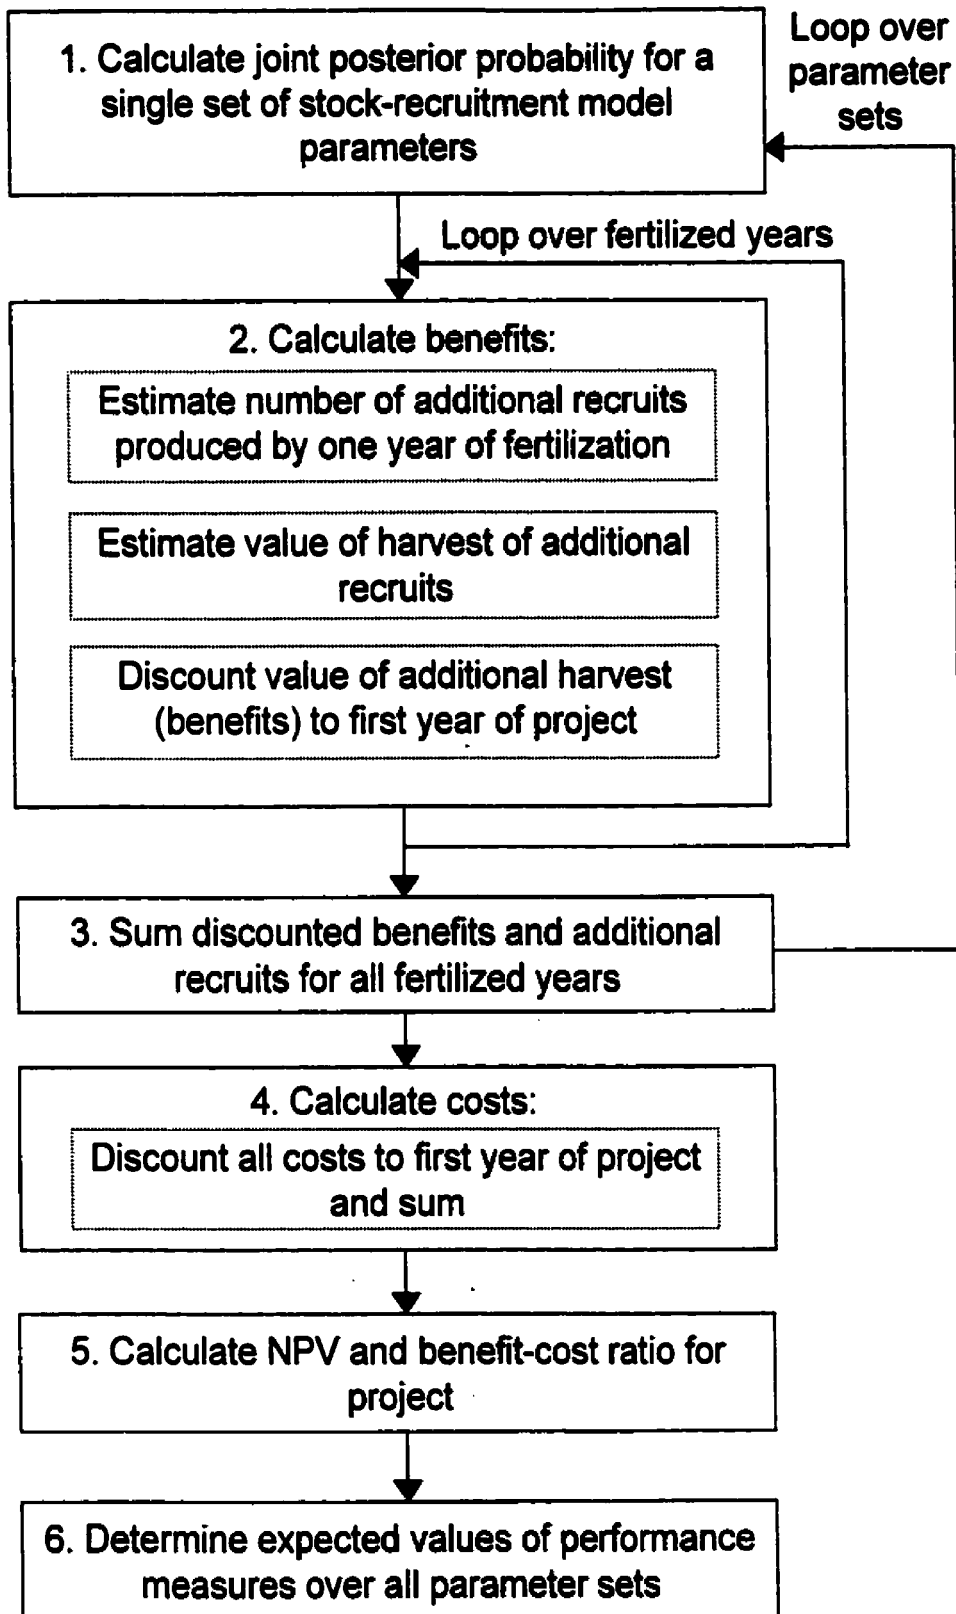 Loop over
parameter
sets
1. Calculate joint posterior probability for a
single set of stock-recruitment model
parameters
Loop over fertilized years
2. Calculate benefits:
Estimate number of additional recruits
produced by one year of fertilization
Estimate value of harvest of additional
recruits
Discount value of additional harvest
(benefits) to first year of project
3. Sum discounted benefits and additional
recruits for all fertilized years
4. Calculate costs:
Discount all costs to first year of project
and sum
5. Calculate NPV and benefit-cost ratio for
project
6. Determine expected values of performance
measures over all parameter sets